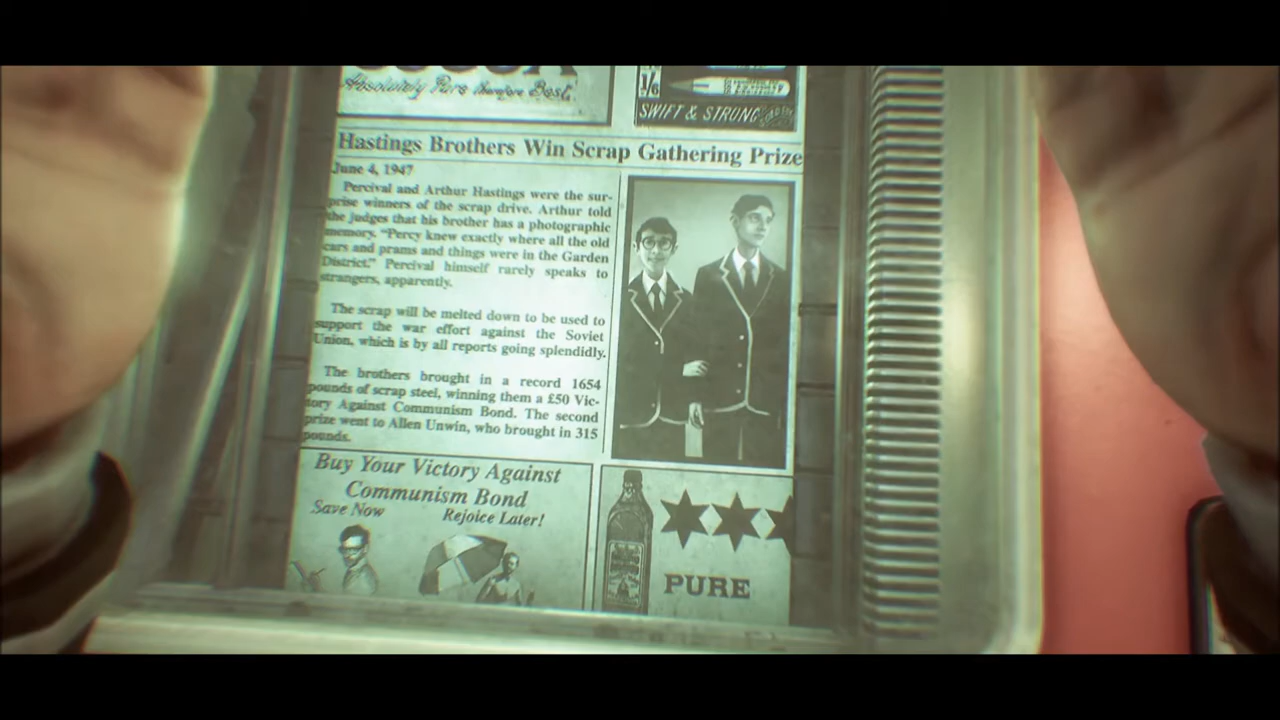 Absolutely Pure therefore Best.
1/6
SWIFT & STRONG
Hastings Brothers Win Scrap Gathering Prize
June 4, 1947
Percival and Arthur Hastings were the sur-
prise winners of the scrap drive. Arthur told
the judges that his brother has a photographic
memory. “Percy knew exactly where all the old
cars and prams and things were in the Garden
District.” Percival himself rarely speaks to
strangers, apparently.
The scrap will be melted down to be used to
support the war effort against the Soviet
Union, which is by all reports going splendidly.
The brothers brought in a record 1654
pounds of scrap steel, winning them a £50 Vic-
tory Against Communism Bond. The second
prize went to Allen Unwin, who brought in 315
pounds.
Buy Your Victory Against
Communism Bond
Save Now
Rejoice Later!
PURE